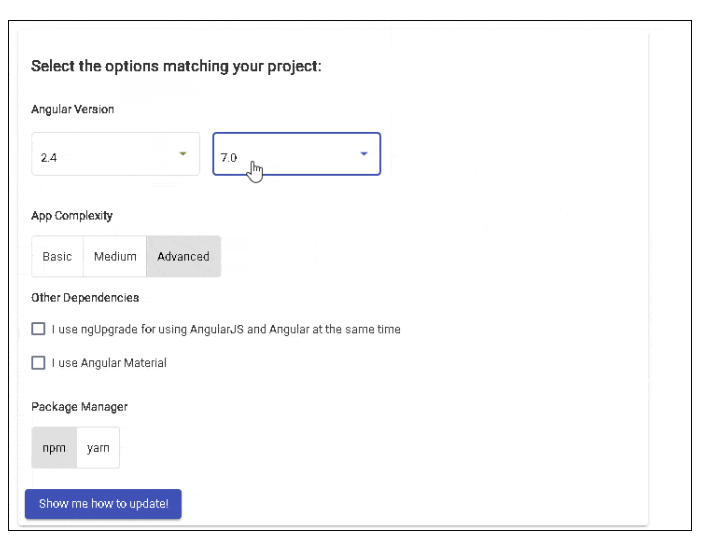 Select the options matching your project:
Angular Version
2.4 7.0
App Complexity
Basic Medium Advanced
Other Dependencies
I use ngUpgrade for using AngularJS and Angular at the same time
I use Angular Material
Package Manager
npm yarn
Show me how to update!